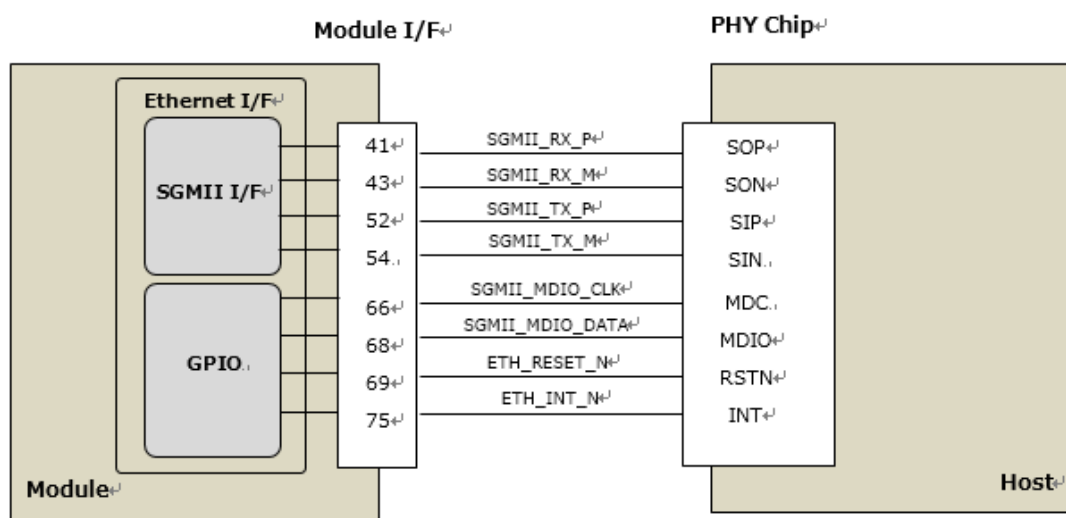 Module I/F↵
PHY Chip↵
Ethernet I/F↵
SGMII I/F↵
41↵ SGMII_RX_P↵ SOP↵
43↵ SGMII_RX_M↵ SON↵
52↵ SGMII_TX_P↵ SIP↵
54.. SGMII_TX_M↵ SIN..
66↵ SGMII_MDIO_CLK↵ MDC..
68↵ SGMII_MDIO_DATA↵ MDIO↵
GPIO..
69↵ ETH_RESET_N↵ RSTN↵
75↵ ETH_INT_N↵ INT↵
Module↵
Host↵